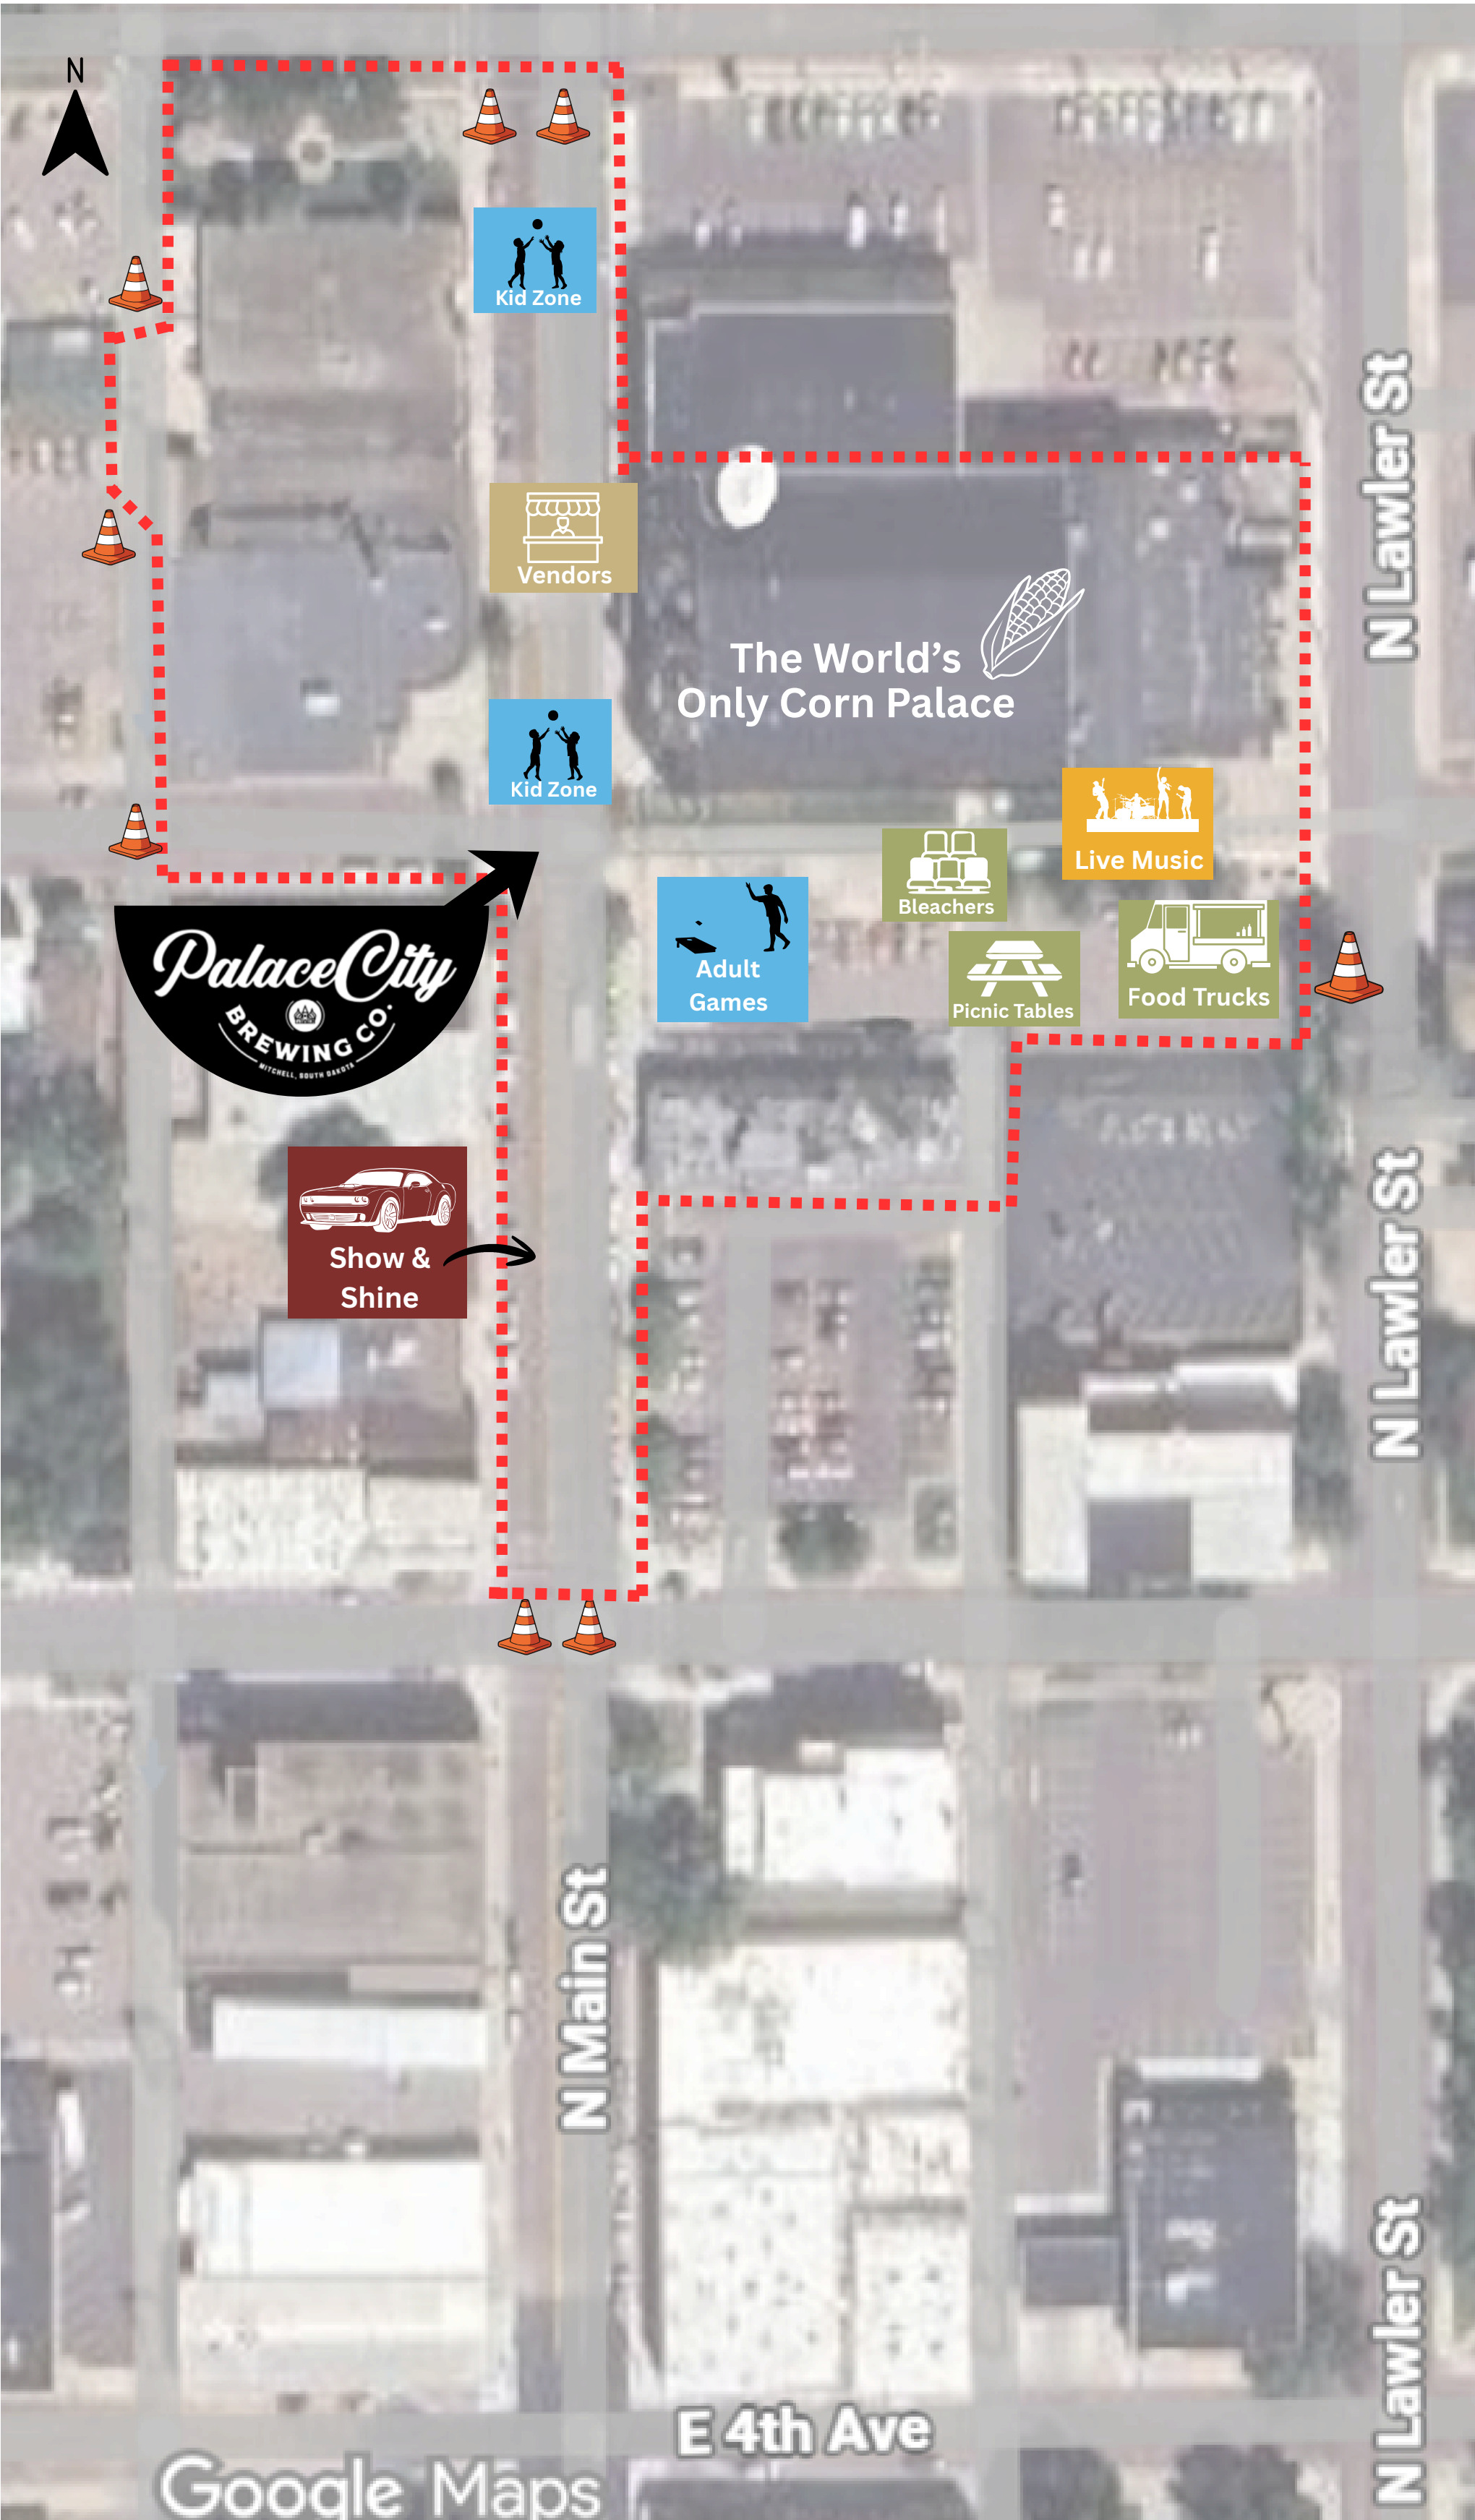 N
Kid Zone
Vendors
N Lawler St
The World's
Only Corn Palace
Kid Zone
Live Music
Bleachers
Adult
Games
Picnic Tables
Food Trucks
Palace City
BREWING CO.
MITCHELL, SOUTH DAKOTA
Show &
Shine
N Lawler St
N Main St
N Lawler St
E 4th Ave
Google Maps